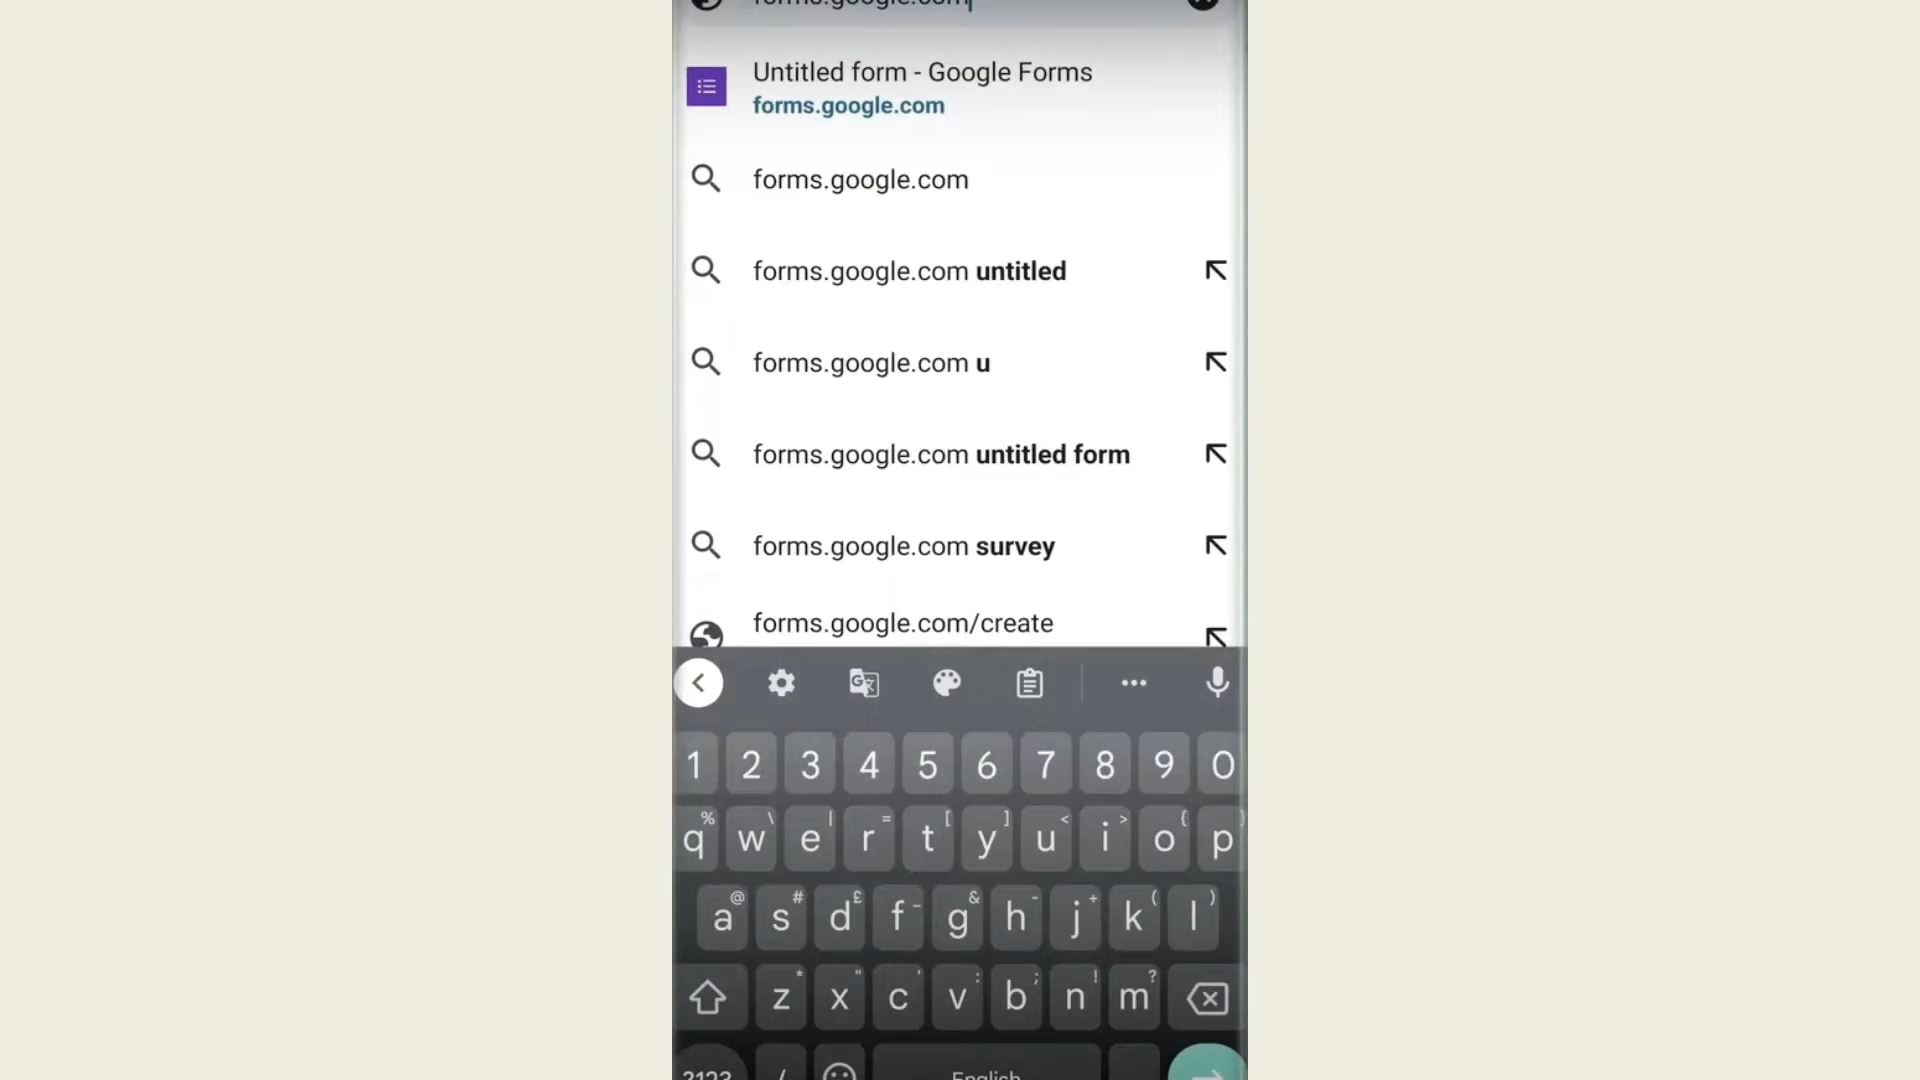 forms.google.com
Untitled form - Google Forms
forms.google.com
forms.google.com
forms.google.com untitled
forms.google.com u
forms.google.com untitled form
forms.google.com survey
forms.google.com/create
1 2 3 4 5 6 7 8 9 0
% \ | = [ ] < > { }
q w e r t y u i o p
@ # £ _ & - + ( )
a s d f g h j k l
* " ' : ; ! ?
z x c v b n m
?123 / English